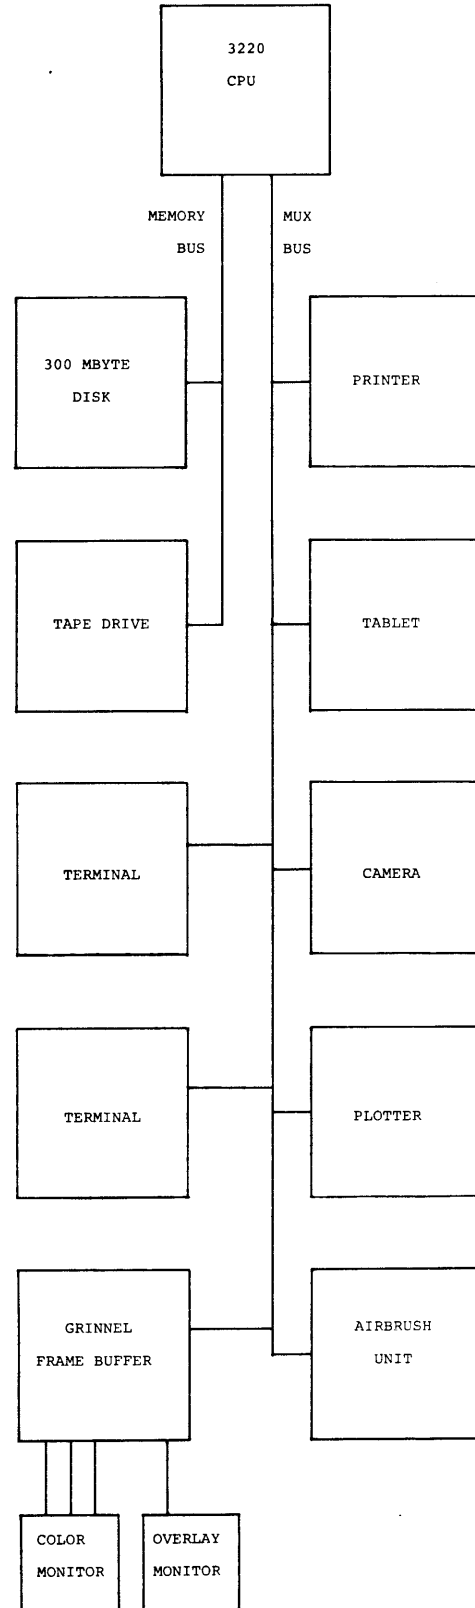 3220
CPU
MEMORY
BUS
MUX
BUS
300 MBYTE
DISK
PRINTER
TAPE DRIVE
TABLET
TERMINAL
CAMERA
TERMINAL
PLOTTER
GRINNEL
FRAME BUFFER
AIRBRUSH
UNIT
COLOR
MONITOR
OVERLAY
MONITOR